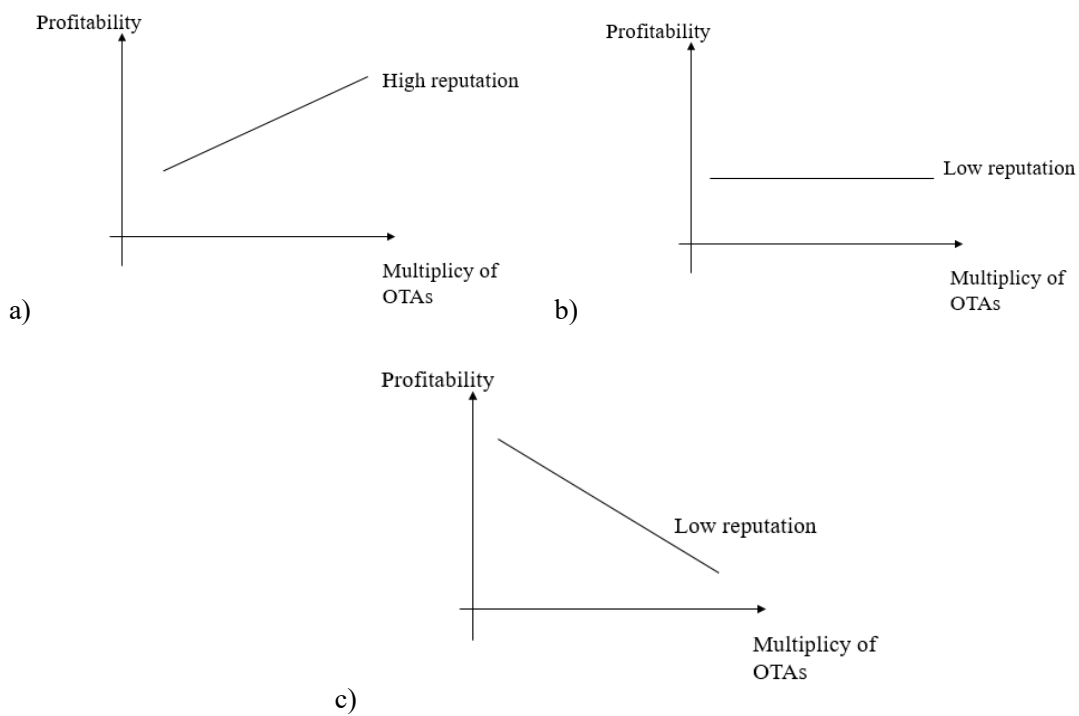 Profitability
High reputation
Multiplicy of
OTAs
a)
Profitability
Low reputation
Multiplicy of
OTAs
b)
Profitability
Low reputation
Multiplicy of
OTAs
c)